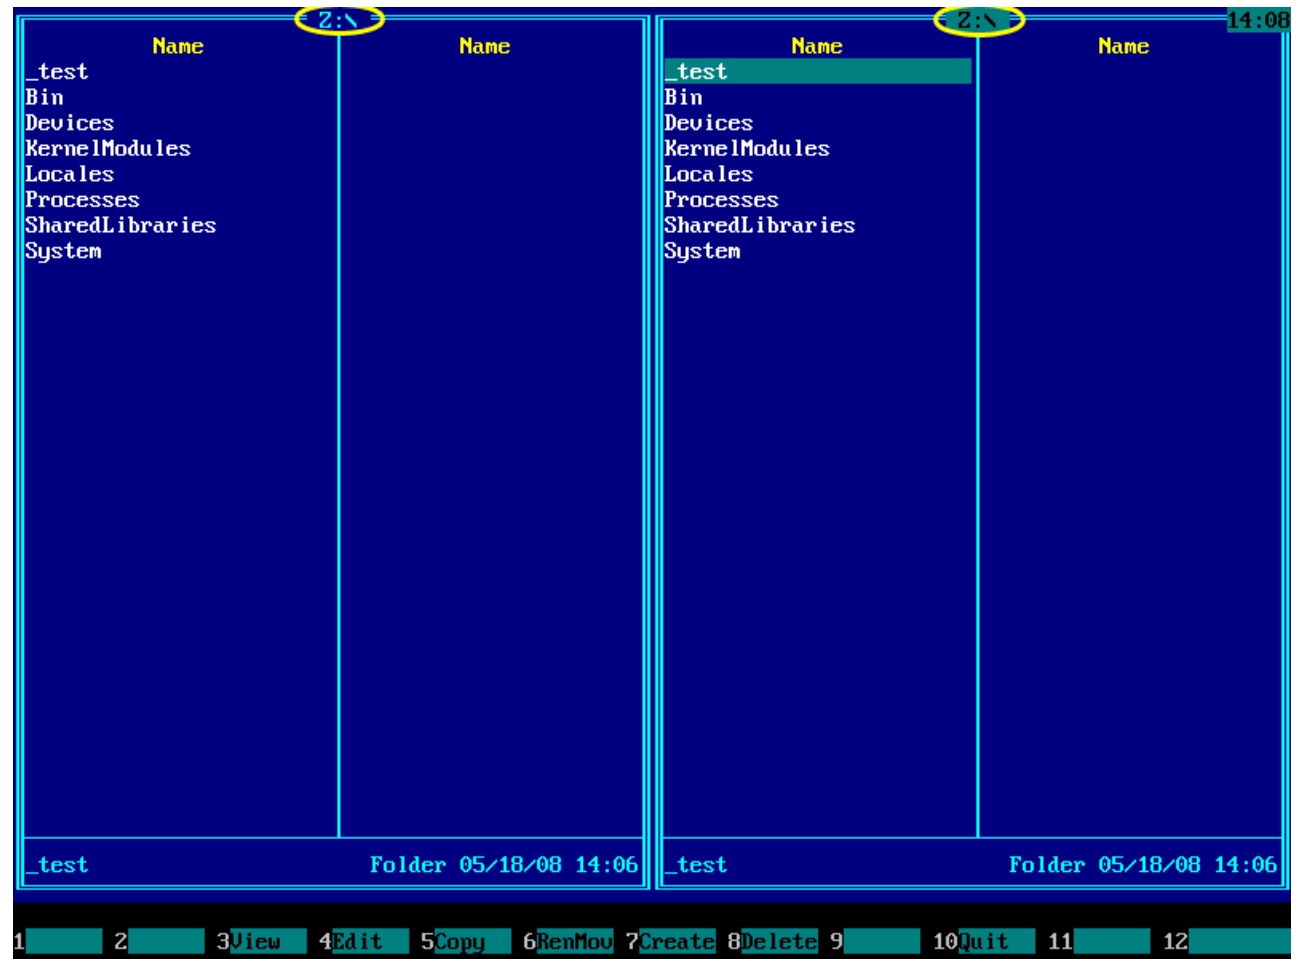 Z:\ Z:\ 14:08
Name Name Name Name
_test _test
Bin Bin
Devices Devices
KernelModules KernelModules
Locales Locales
Processes Processes
SharedLibraries SharedLibraries
System System
_test Folder 05/18/08 14:06 _test Folder 05/18/08 14:06
1 2 3View 4Edit 5Copy 6RenMov 7Create 8Delete 9 10Quit 11 12